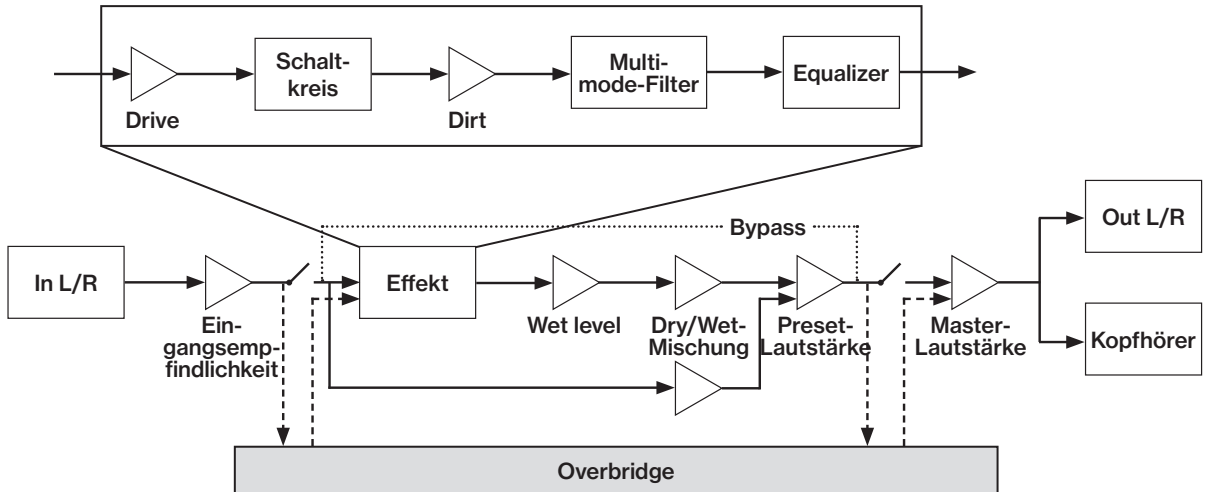 Schalt-
kreis
Multi-
mode-Filter
Equalizer
Drive
Dirt
Bypass
Out L/R
In L/R
Effekt
Ein-
gangsemp-
findlichkeit
Wet level
Dry/Wet-
Mischung
Preset-
Lautstärke
Master-
Lautstärke
Kopfhörer
Overbridge